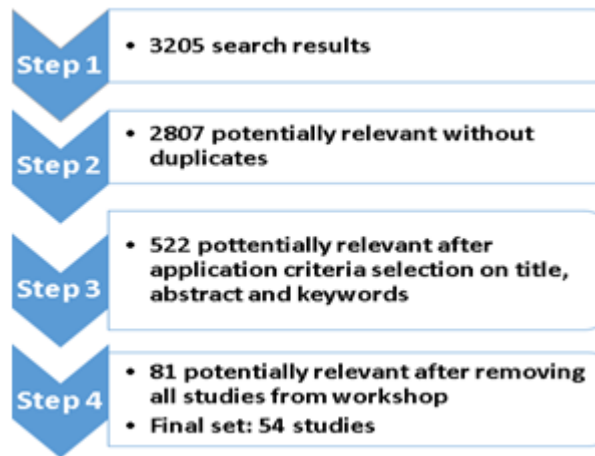 Step 1
• 3205 search results
Step 2
• 2807 potentially relevant without
duplicates
Step 3
• 522 pottentially relevant after
application criteria selection on title,
abstract and keywords
Step 4
• 81 potentially relevant after removing
all studies from workshop
• Final set: 54 studies